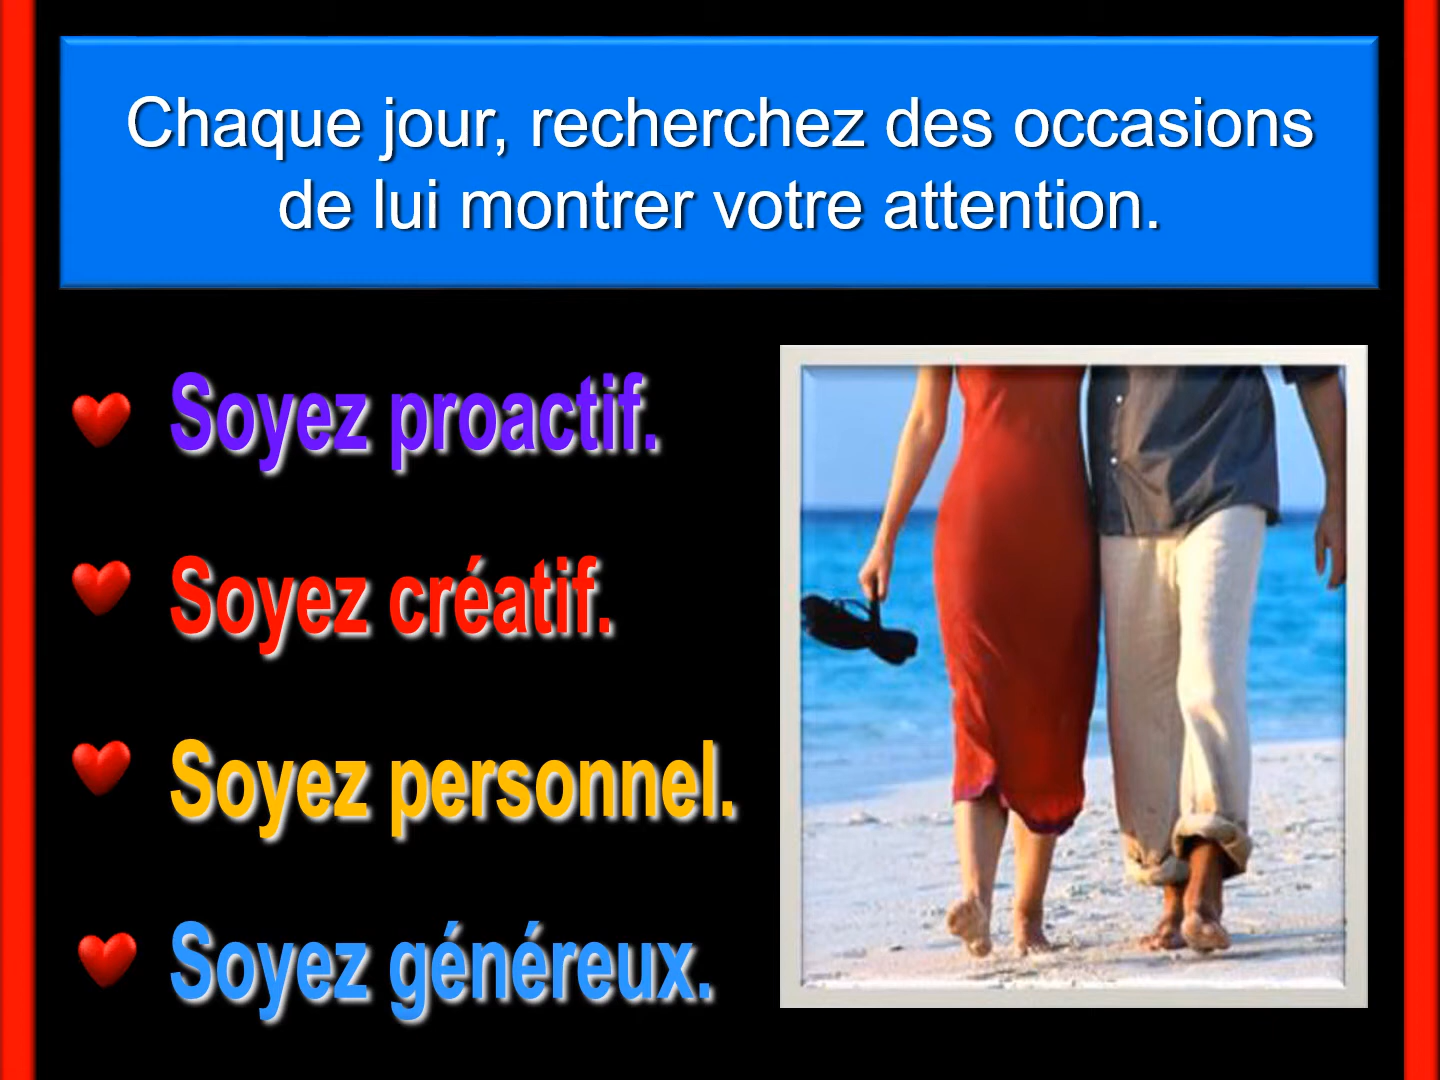 Chaque jour, recherchez des occasions
de lui montrer votre attention.
Soyez proactif.
Soyez créatif.
Soyez personnel.
Soyez généreux.